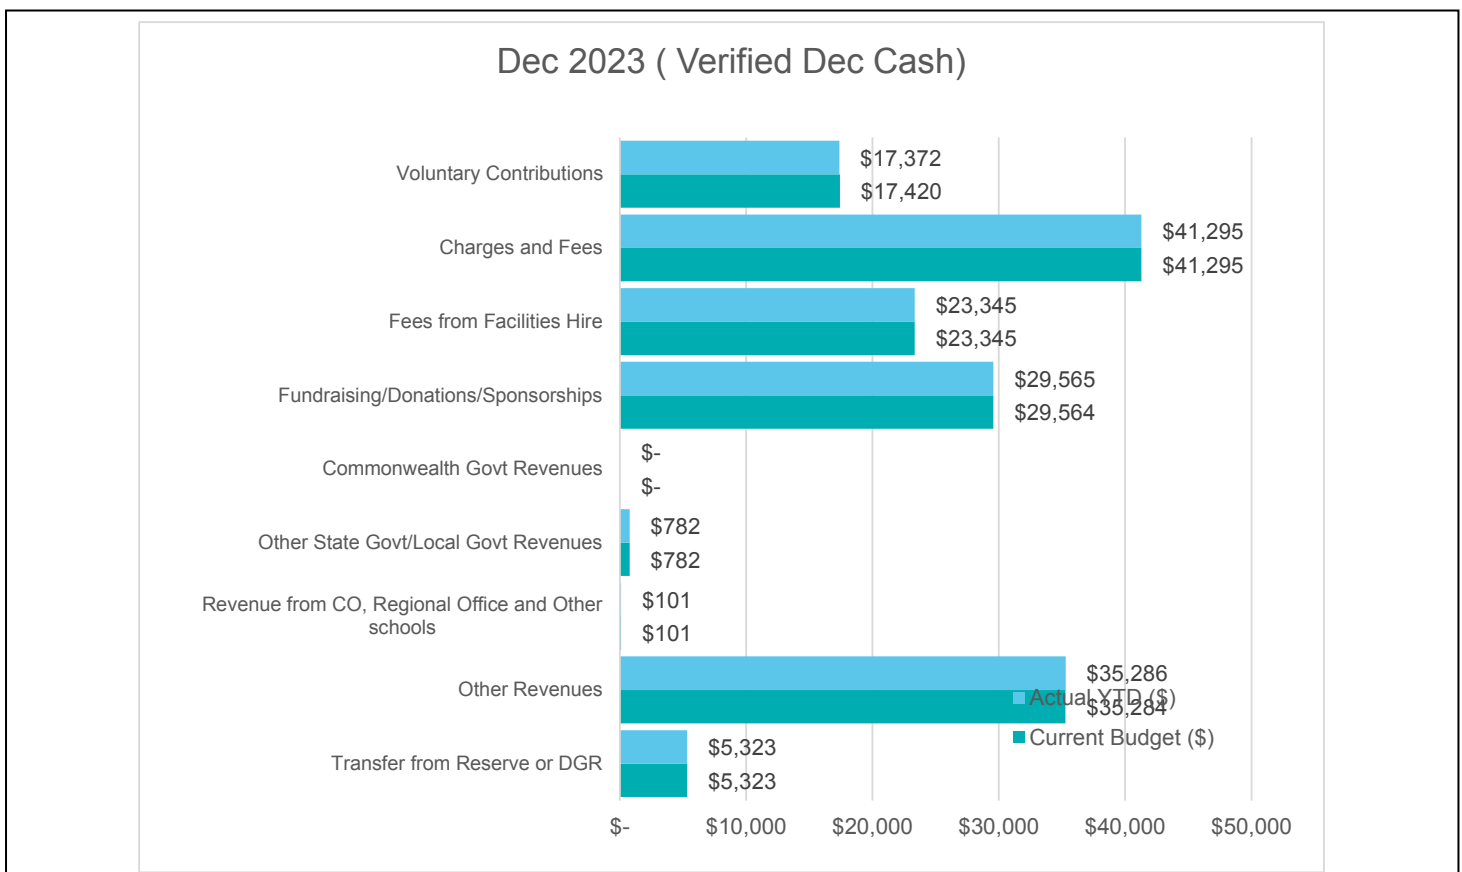 Dec 2023 ( Verified Dec Cash)
Voluntary Contributions
$17,372
$17,420
Charges and Fees
$41,295
$41,295
Fees from Facilities Hire
$23,345
$23,345
Fundraising/Donations/Sponsorships
$29,565
$29,564
Commonwealth Govt Revenues
$-
$-
Other State Govt/Local Govt Revenues
$782
$782
Revenue from CO, Regional Office and Other
schools
$101
$101
Other Revenues
$35,286
$35,284
Actual YTD ($)
Current Budget ($)
Transfer from Reserve or DGR
$5,323
$5,323
$- $10,000 $20,000 $30,000 $40,000 $50,000